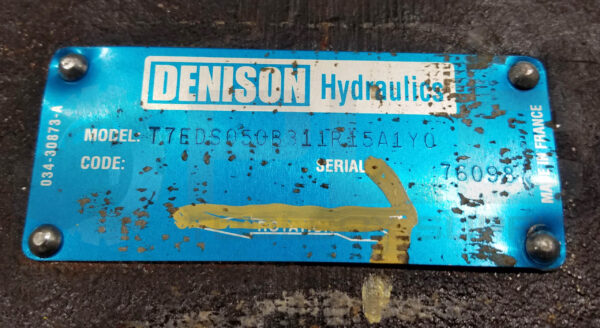 DENISON Hydraulics
034-30873-A
MODEL: T7EDS050B311R15A1Y0
CODE: SERIAL 76098
MADE IN FRANCE